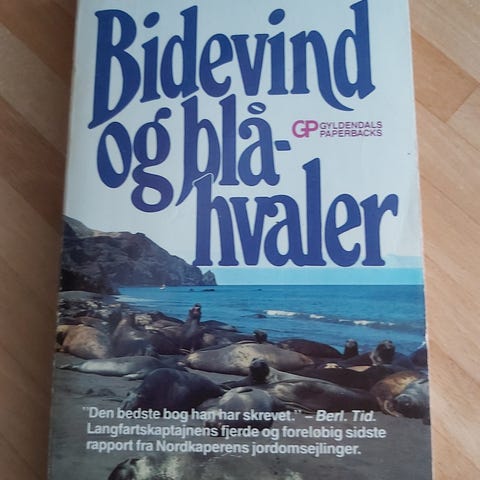 Bidevind
og blå-
hvaler
GP GYLDENDALS
PAPERBACKS
"Den bedste bog han har skrevet." – Berl. Tid.
Langfartskaptajnens fjerde og foreløbig sidste
rapport fra Nordkaperens jordomsejlinger.